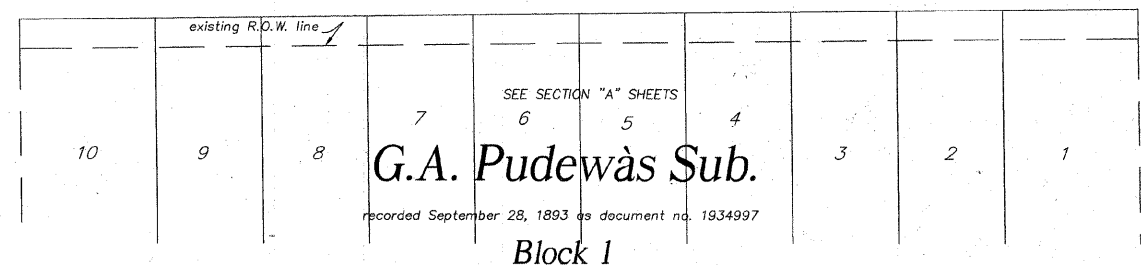 existing R.O.W. line
SEE SECTION "A" SHEETS
10 9 8 7 6 5 4 3 2 1
G.A. Pudewàs Sub.
recorded September 28, 1893 as document no. 1934997
Block 1